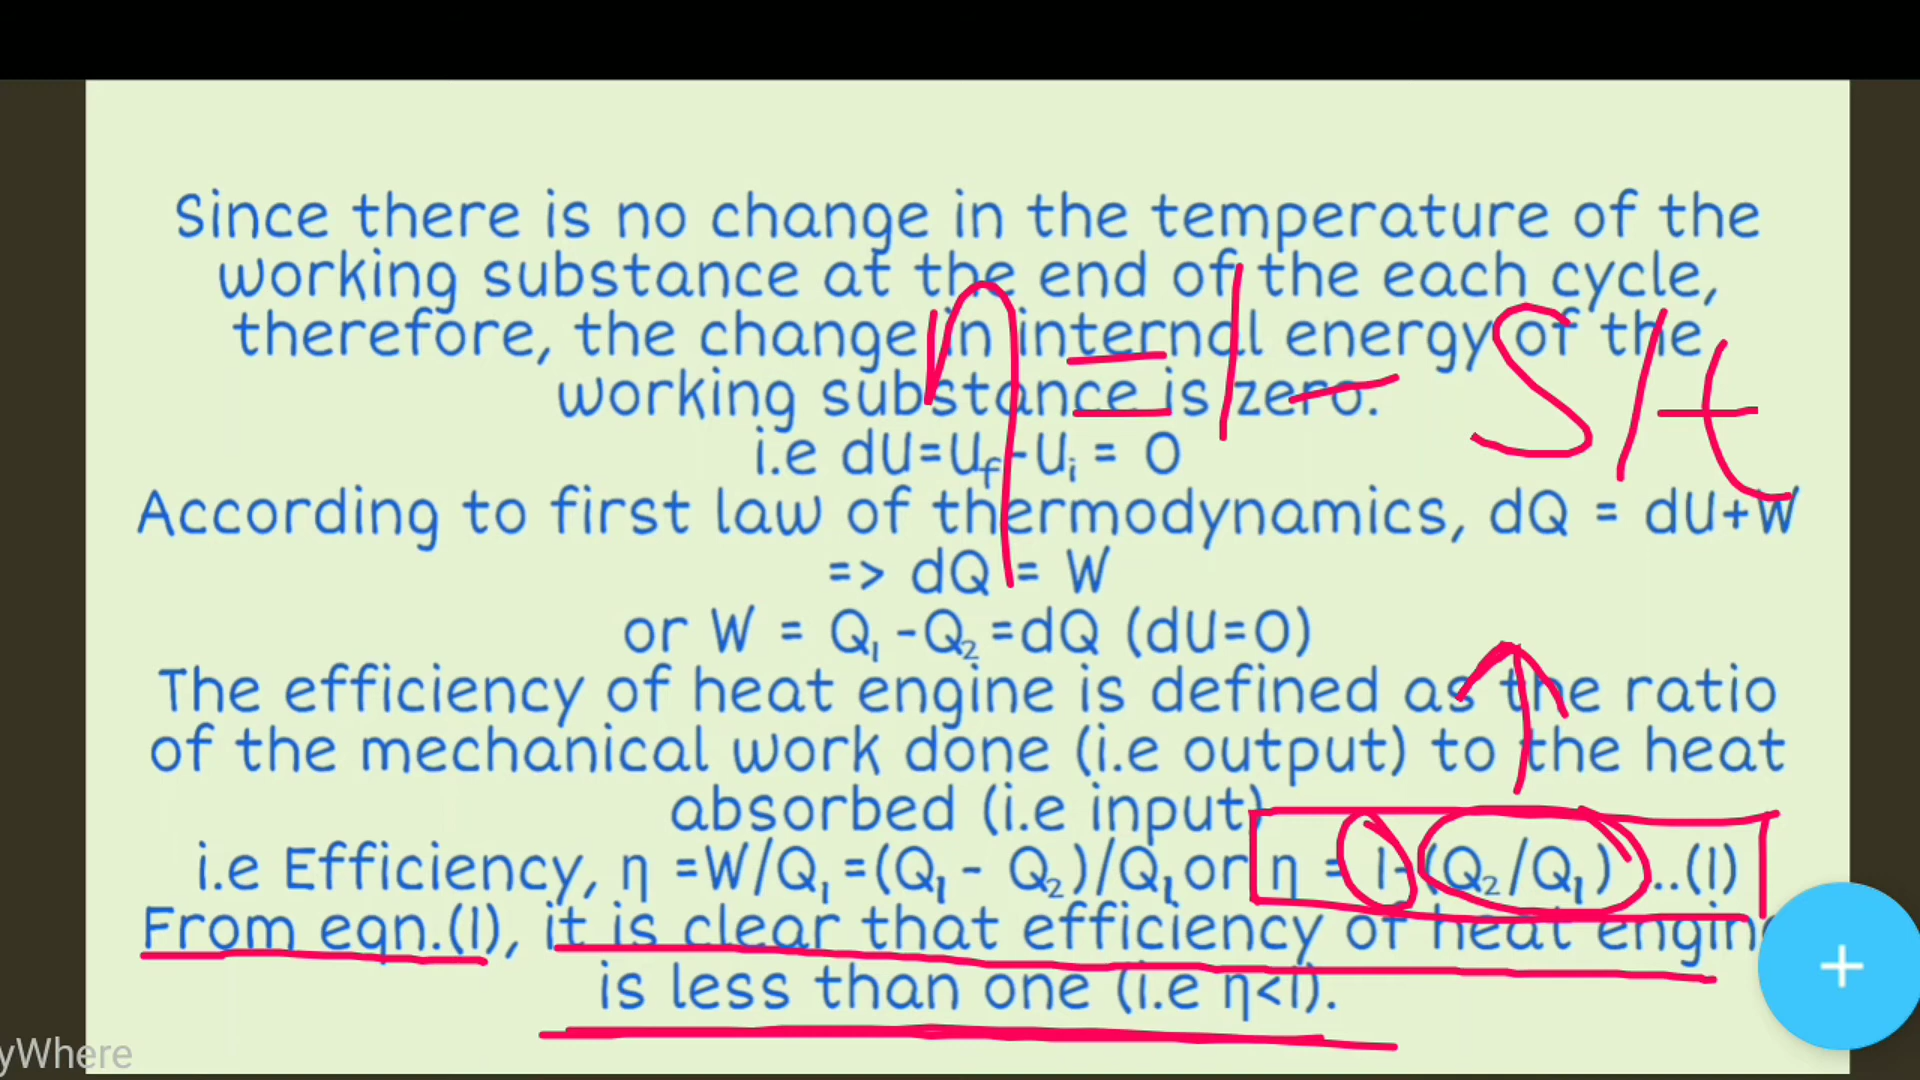 Since there is no change in the temperature of the
working substance at the end of the each cycle,
therefore, the change in internal energy of the
working substance is zero.
i.e dU=U_f-U_i = 0
According to first law of thermodynamics, dQ = dU+W
=> dQ = W
or W = Q₁ -Q₂ =dQ (dU=0)
The efficiency of heat engine is defined as the ratio
of the mechanical work done (i.e output) to the heat
absorbed (i.e input)
i.e Efficiency, η =W/Q₁ =(Q₁ - Q₂)/Q₁ or η = 1-(Q₂/Q₁) ...(1)
From eqn.(1), it is clear that efficiency of heat engin
is less than one (i.e η<1).
η = 1 - 5/t
yWhere